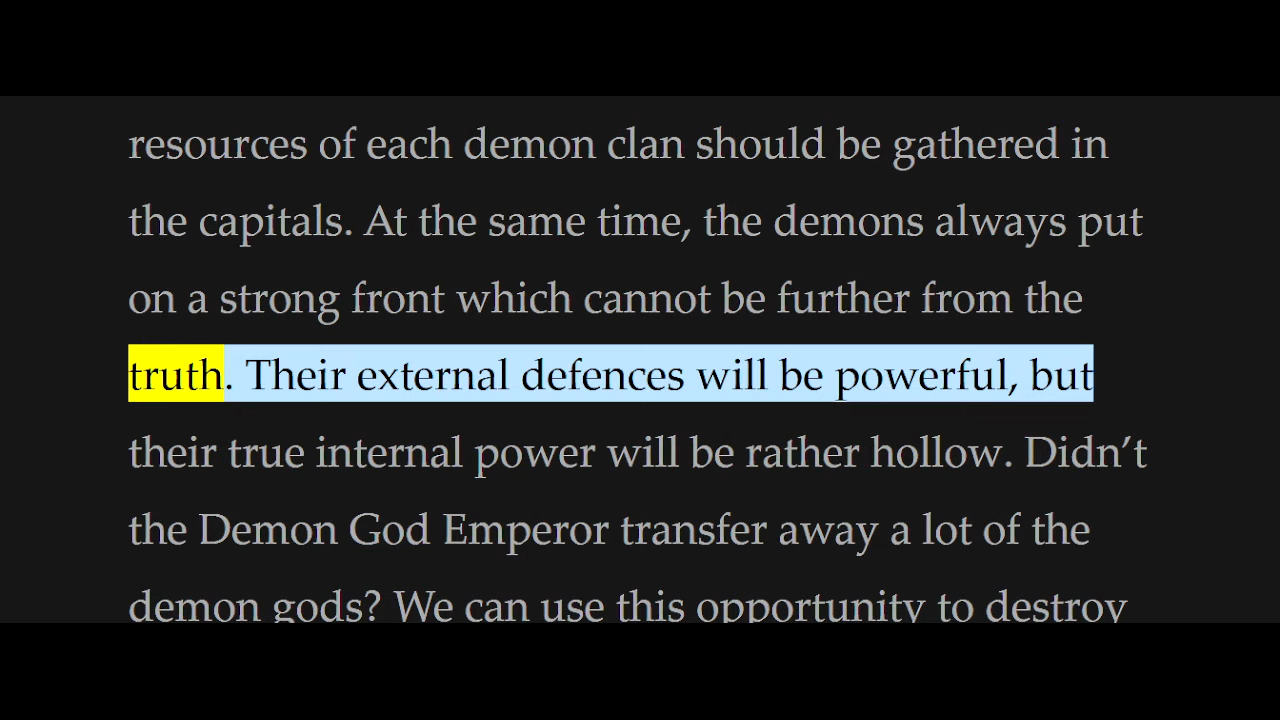 resources of each demon clan should be gathered in
the capitals. At the same time, the demons always put
on a strong front which cannot be further from the
truth. Their external defences will be powerful, but
their true internal power will be rather hollow. Didn’t
the Demon God Emperor transfer away a lot of the
demon gods? We can use this opportunity to destroy